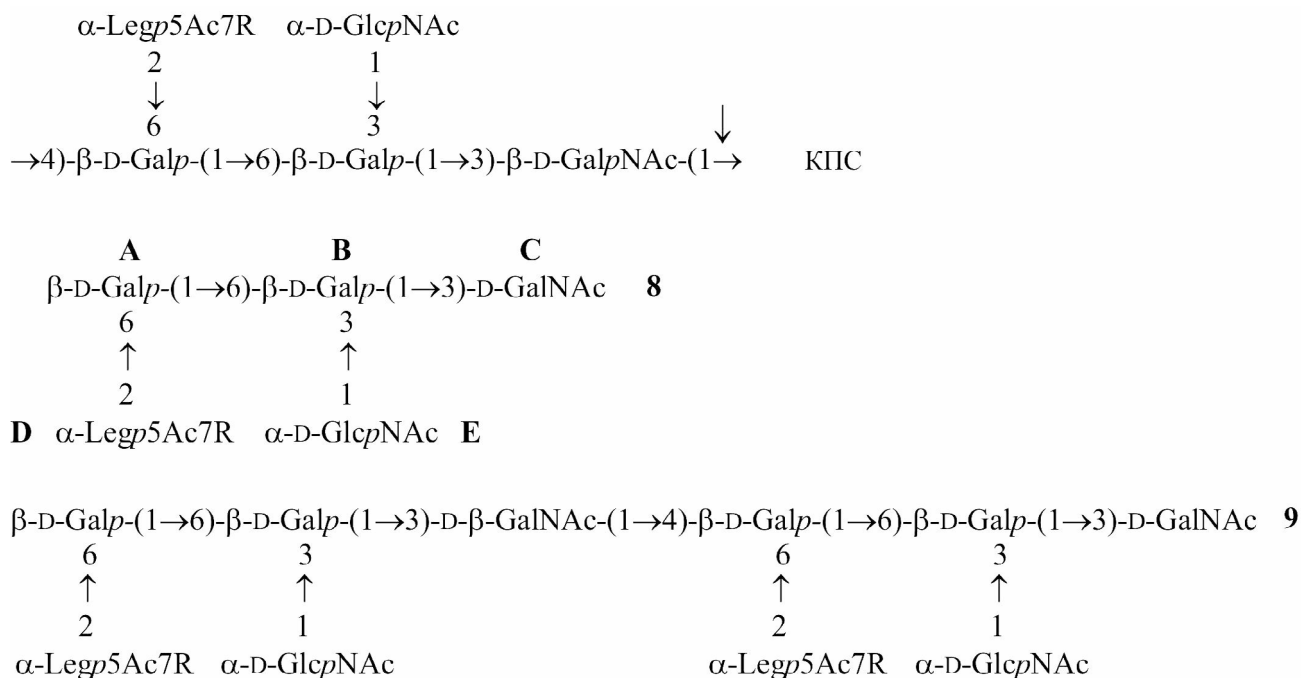 α-Legp5Ac7R α-D-GlcpNAc
2 1
↓ ↓ ↓
6 3
→4)-β-D-Galp-(1→6)-β-D-Galp-(1→3)-β-D-GalpNAc-(1→ КПС
A B C
β-D-Galp-(1→6)-β-D-Galp-(1→3)-D-GalNAc 8
6 3
↑ ↑
2 1
D α-Legp5Ac7R α-D-GlcpNAc E
β-D-Galp-(1→6)-β-D-Galp-(1→3)-D-β-GalNAc-(1→4)-β-D-Galp-(1→6)-β-D-Galp-(1→3)-D-GalNAc 9
6 3 6 3
↑ ↑ ↑ ↑
2 1 2 1
α-Legp5Ac7R α-D-GlcpNAc α-Legp5Ac7R α-D-GlcpNAc